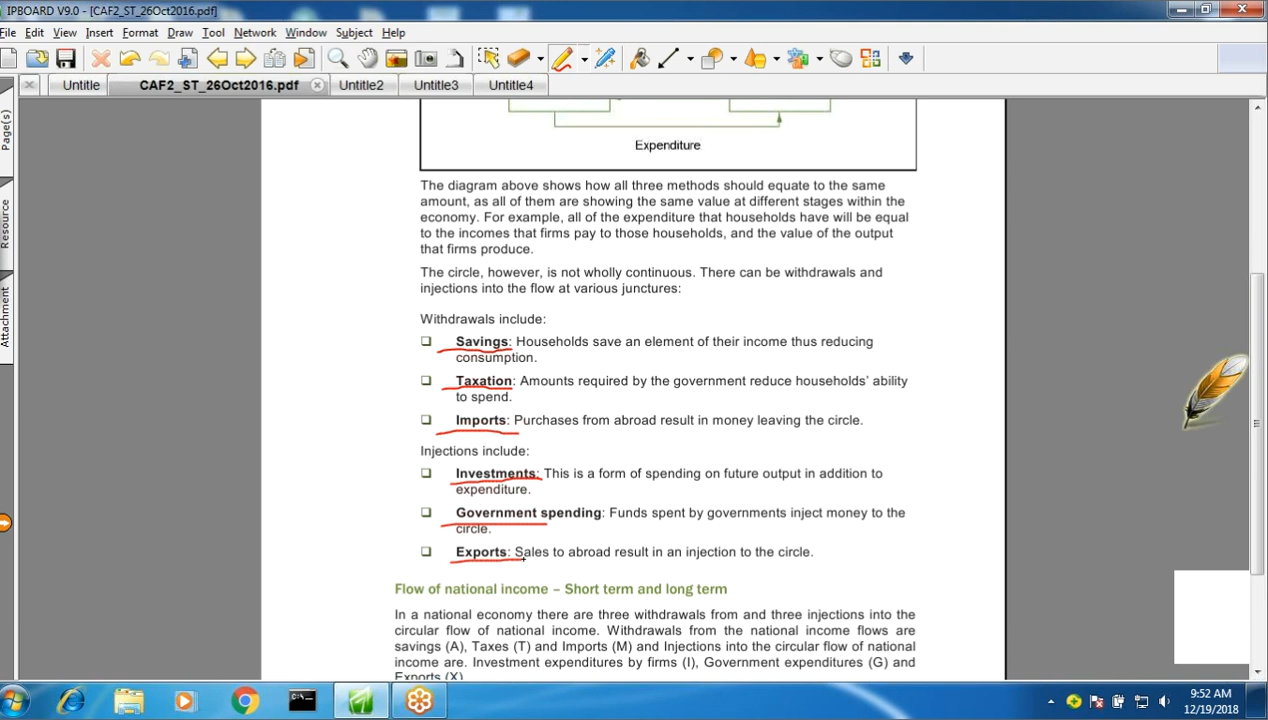 IPBOARD V9.0 - [CAF2_ST_26Oct2016.pdf]
File Edit View Insert Format Draw Tool Network Window Subject Help
Untitle CAF2_ST_26Oct2016.pdf Untitle2 Untitle3 Untitle4
Page(s)
Resource
Attachment
Expenditure
The diagram above shows how all three methods should equate to the same
amount, as all of them are showing the same value at different stages within the
economy. For example, all of the expenditure that households have will be equal
to the incomes that firms pay to those households, and the value of the output
that firms produce.
The circle, however, is not wholly continuous. There can be withdrawals and
injections into the flow at various junctures:
Withdrawals include:
❑ Savings: Households save an element of their income thus reducing
consumption.
❑ Taxation: Amounts required by the government reduce households' ability
to spend.
❑ Imports: Purchases from abroad result in money leaving the circle.
Injections include:
❑ Investments: This is a form of spending on future output in addition to
expenditure.
❑ Government spending: Funds spent by governments inject money to the
circle.
❑ Exports: Sales to abroad result in an injection to the circle.
Flow of national income – Short term and long term
In a national economy there are three withdrawals from and three injections into the
circular flow of national income. Withdrawals from the national income flows are
savings (A), Taxes (T) and Imports (M) and Injections into the circular flow of national
income are. Investment expenditures by firms (I), Government expenditures (G) and
Exports (X)
9:52 AM
12/19/2018